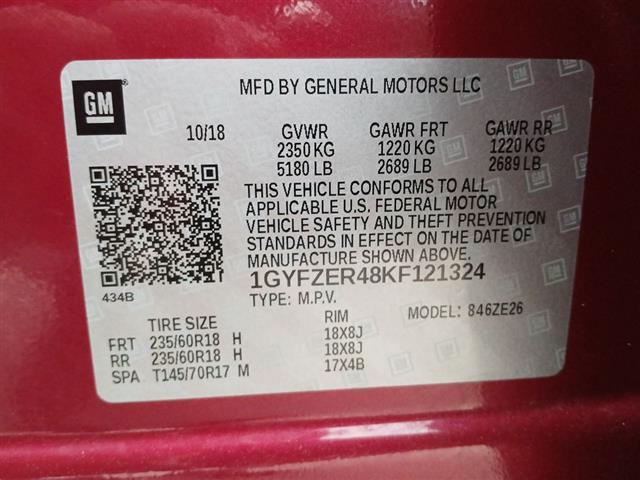 GM
MFD BY GENERAL MOTORS LLC
10/18 GVWR GAWR FRT GAWR RR
2350 KG 1220 KG 1220 KG
5180 LB 2689 LB 2689 LB
THIS VEHICLE CONFORMS TO ALL
APPLICABLE U.S. FEDERAL MOTOR
VEHICLE SAFETY AND THEFT PREVENTION
STANDARDS IN EFFECT ON THE DATE OF
MANUFACTURE SHOWN ABOVE.
1GYFZER48KF121324
434B
TYPE: M.P.V.
MODEL: 846ZE26
TIRE SIZE RIM
FRT 235/60R18 H 18X8J
RR 235/60R18 H 18X8J
SPA T145/70R17 M 17X4B